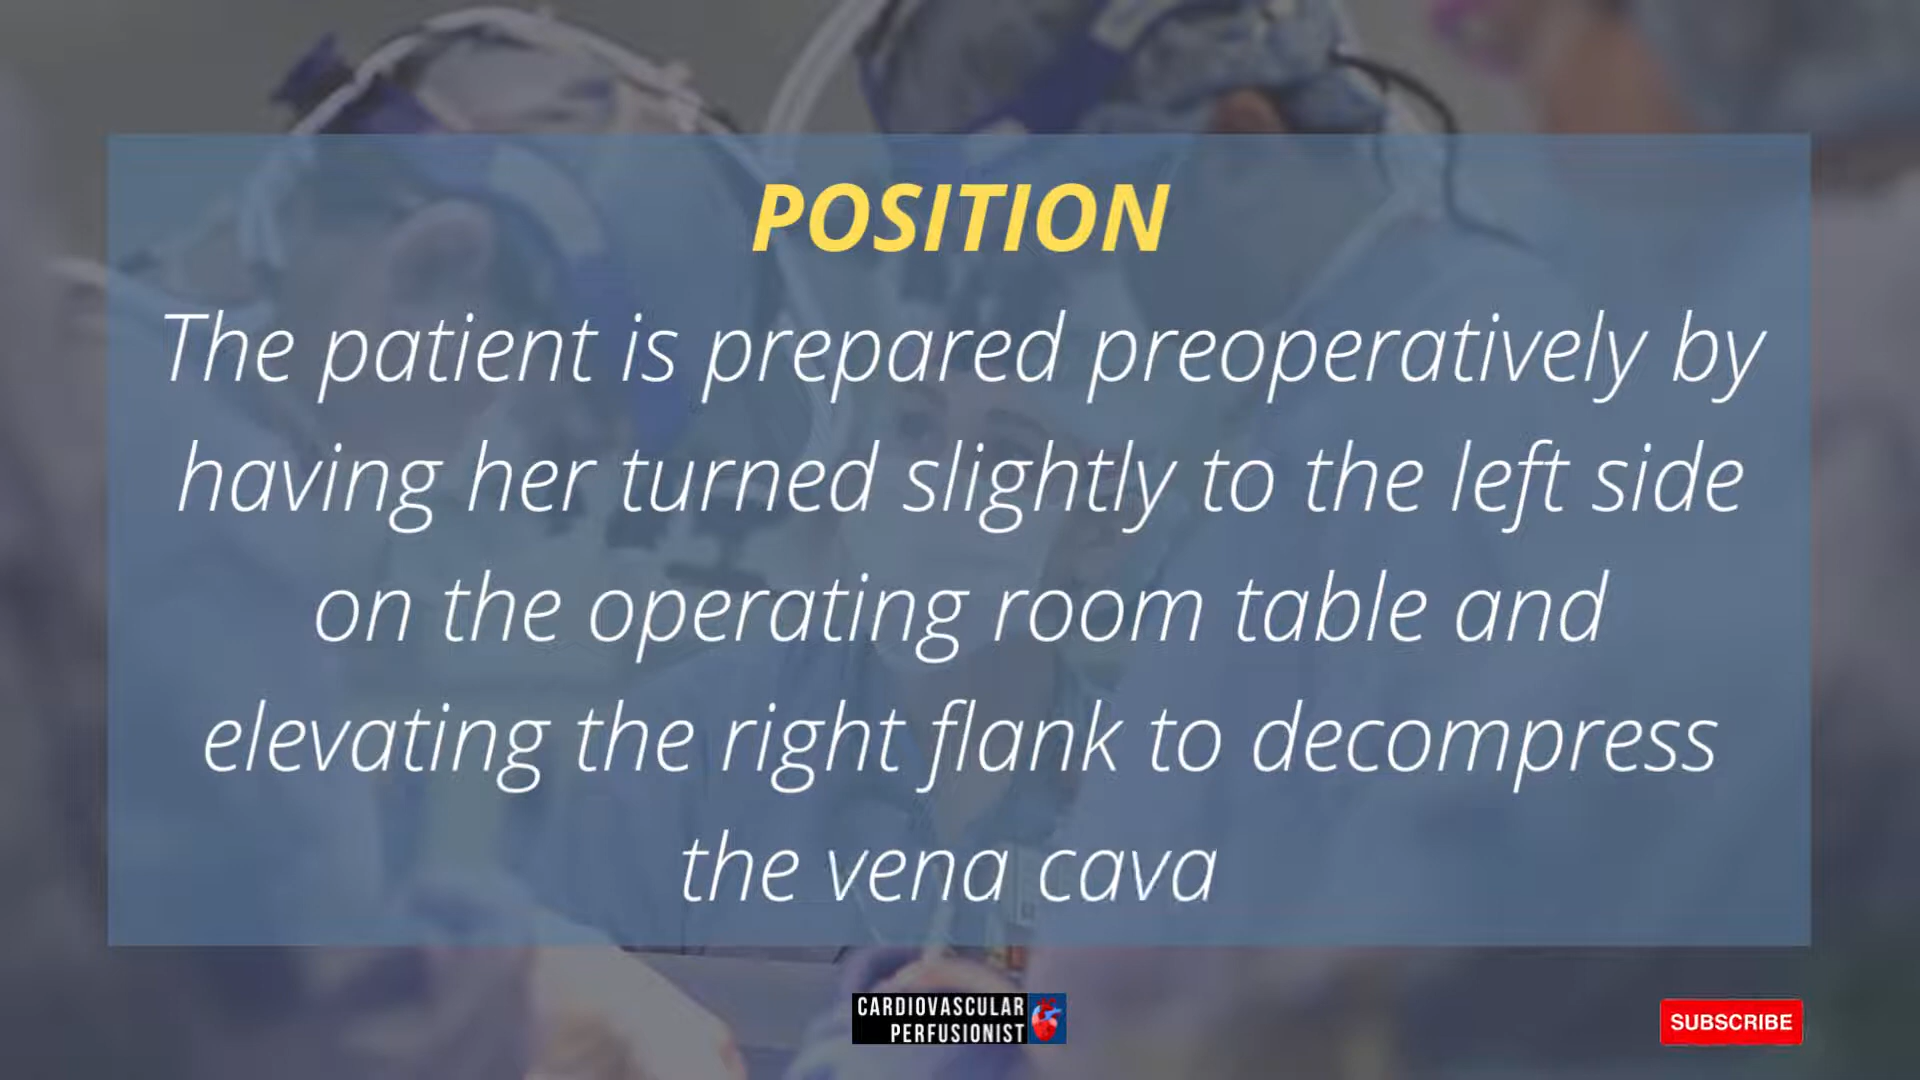 POSITION
The patient is prepared preoperatively by
having her turned slightly to the left side
on the operating room table and
elevating the right flank to decompress
the vena cava
CARDIOVASCULAR
PERFUSIONIST
SUBSCRIBE